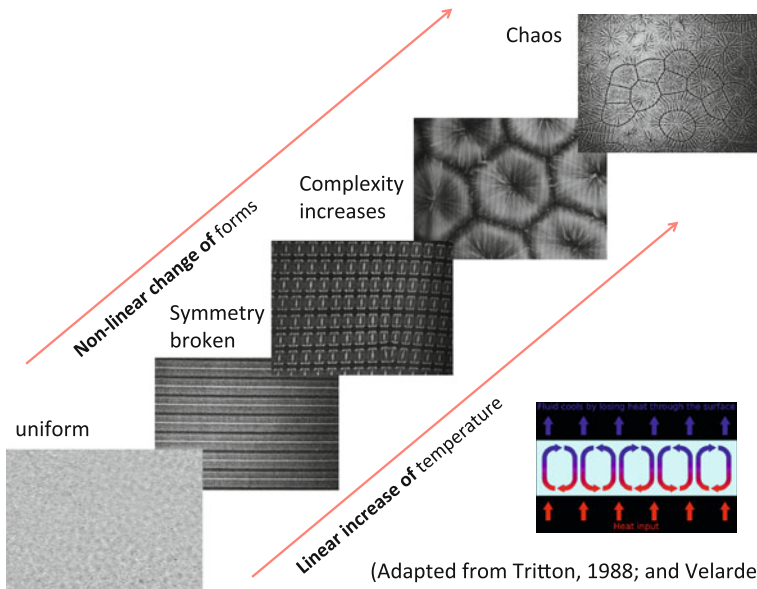 Chaos
Complexity
increases
Non-linear change of forms
Symmetry
broken
uniform
Linear increase of temperature
Fluid cools by losing heat through the surface
Heat input
(Adapted from Tritton, 1988; and Velarde